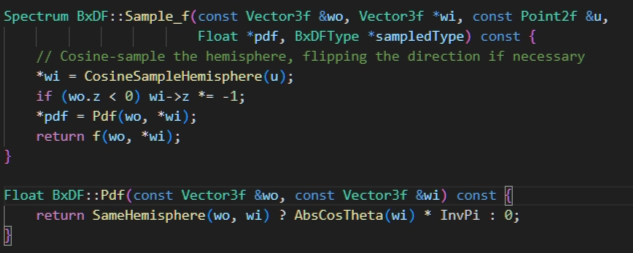 Spectrum BxDF::Sample_f(const Vector3f &wo, Vector3f *wi, const Point2f &u,
Float *pdf, BxDFType *sampledType) const {
// Cosine-sample the hemisphere, flipping the direction if necessary
*wi = CosineSampleHemisphere(u);
if (wo.z < 0) wi->z *= -1;
*pdf = Pdf(wo, *wi);
return f(wo, *wi);
}
Float BxDF::Pdf(const Vector3f &wo, const Vector3f &wi) const {
return SameHemisphere(wo, wi) ? AbsCosTheta(wi) * InvPi : 0;
}